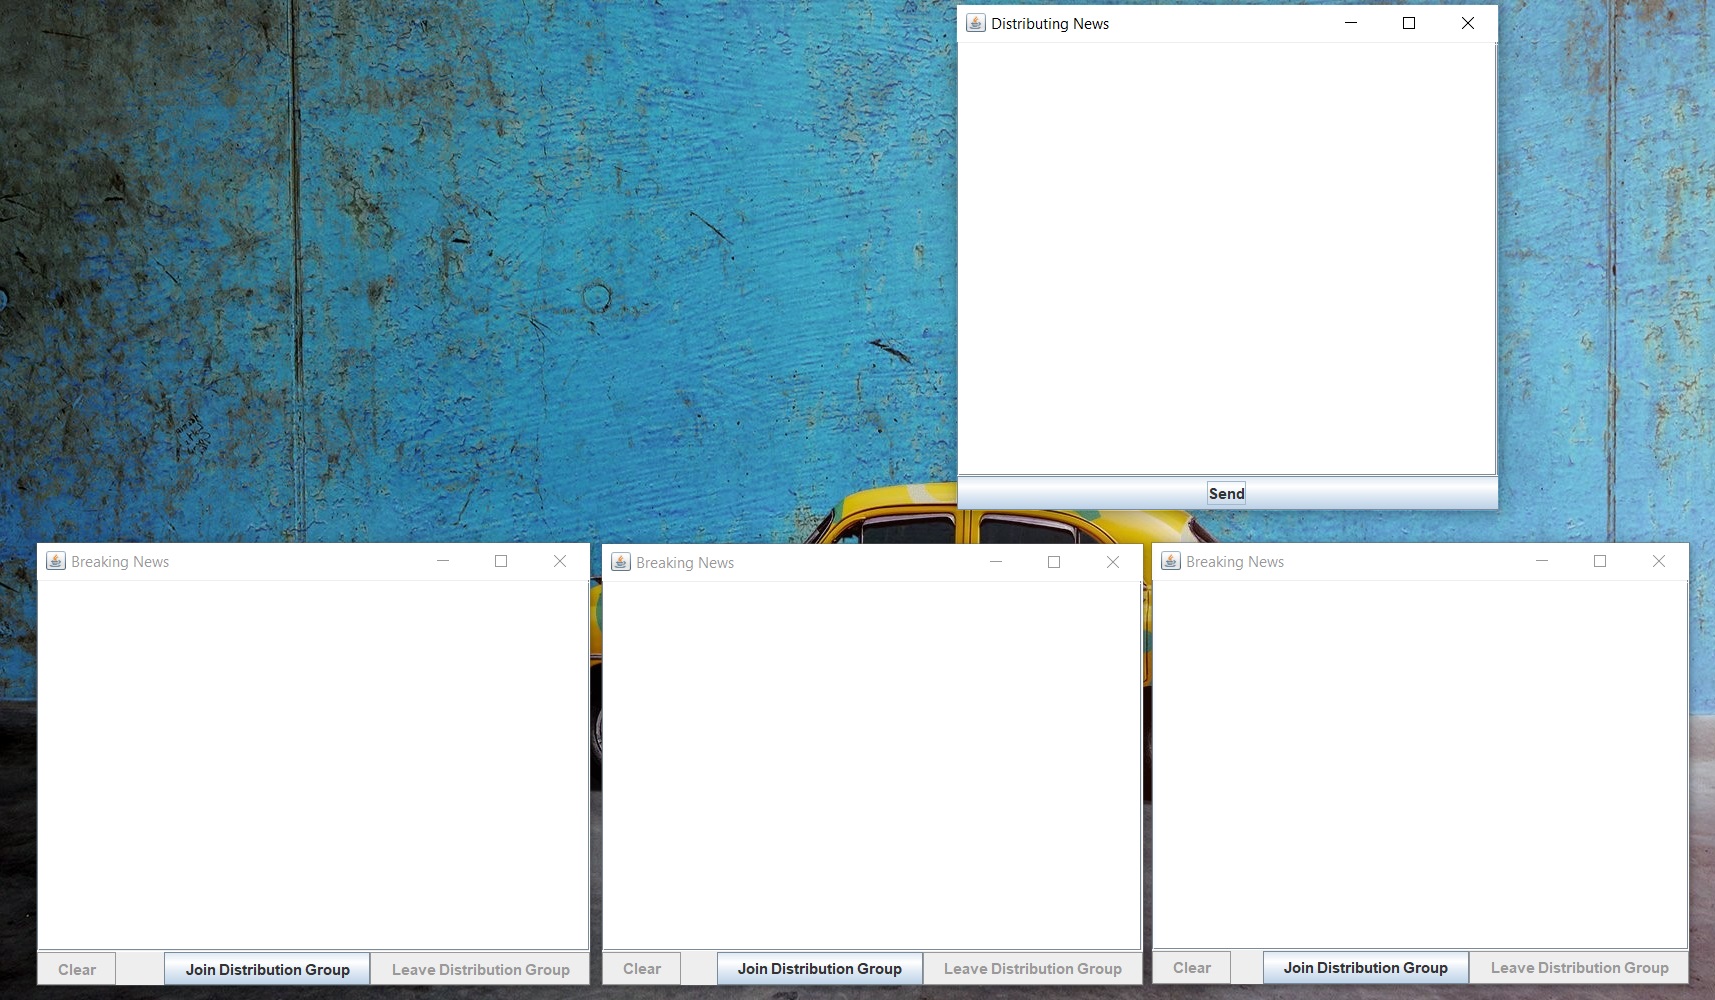 Distributing News
Send
Breaking News
Clear
Join Distribution Group
Leave Distribution Group
Breaking News
Clear
Join Distribution Group
Leave Distribution Group
Breaking News
Clear
Join Distribution Group
Leave Distribution Group